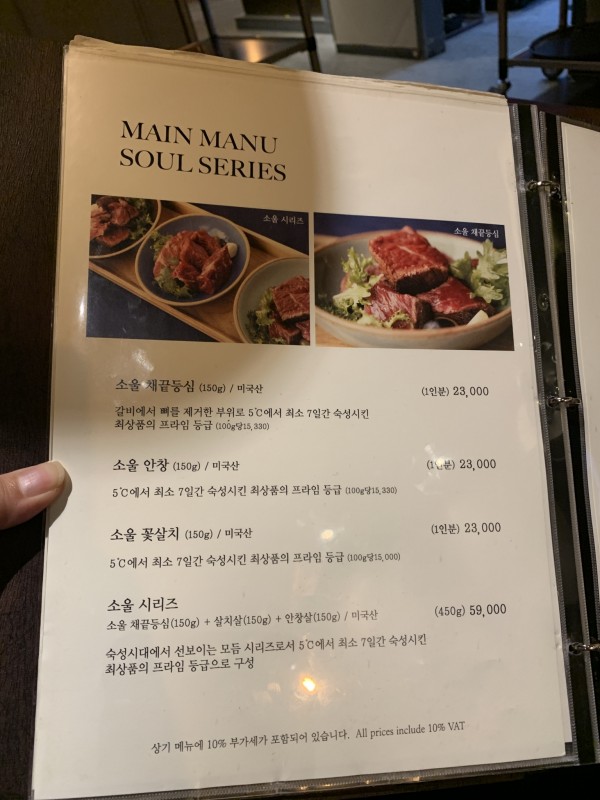 MAIN MANU
SOUL SERIES
소울 시리즈
소울 채끝등심
소울 채끝등심 (150g) / 미국산 (1인분) 23,000
갈비에서 뼈를 제거한 부위로 5℃에서 최소 7일간 숙성시킨
최상품의 프라임 등급 (100g당15,330)
소울 안창 (150g) / 미국산 (1인분) 23,000
5℃에서 최소 7일간 숙성시킨 최상품의 프라임 등급 (100g당15,330)
소울 꽃살치 (150g) / 미국산 (1인분) 23,000
5℃에서 최소 7일간 숙성시킨 최상품의 프라임 등급 (100g당15,000)
소울 시리즈
소울 채끝등심(150g) + 살치살(150g) + 안창살(150g) / 미국산 (450g) 59,000
숙성시대에서 선보이는 모듬 시리즈로서 5℃에서 최소 7일간 숙성시킨
최상품의 프라임 등급으로 구성
상기 메뉴에 10% 부가세가 포함되어 있습니다. All prices include 10% VAT